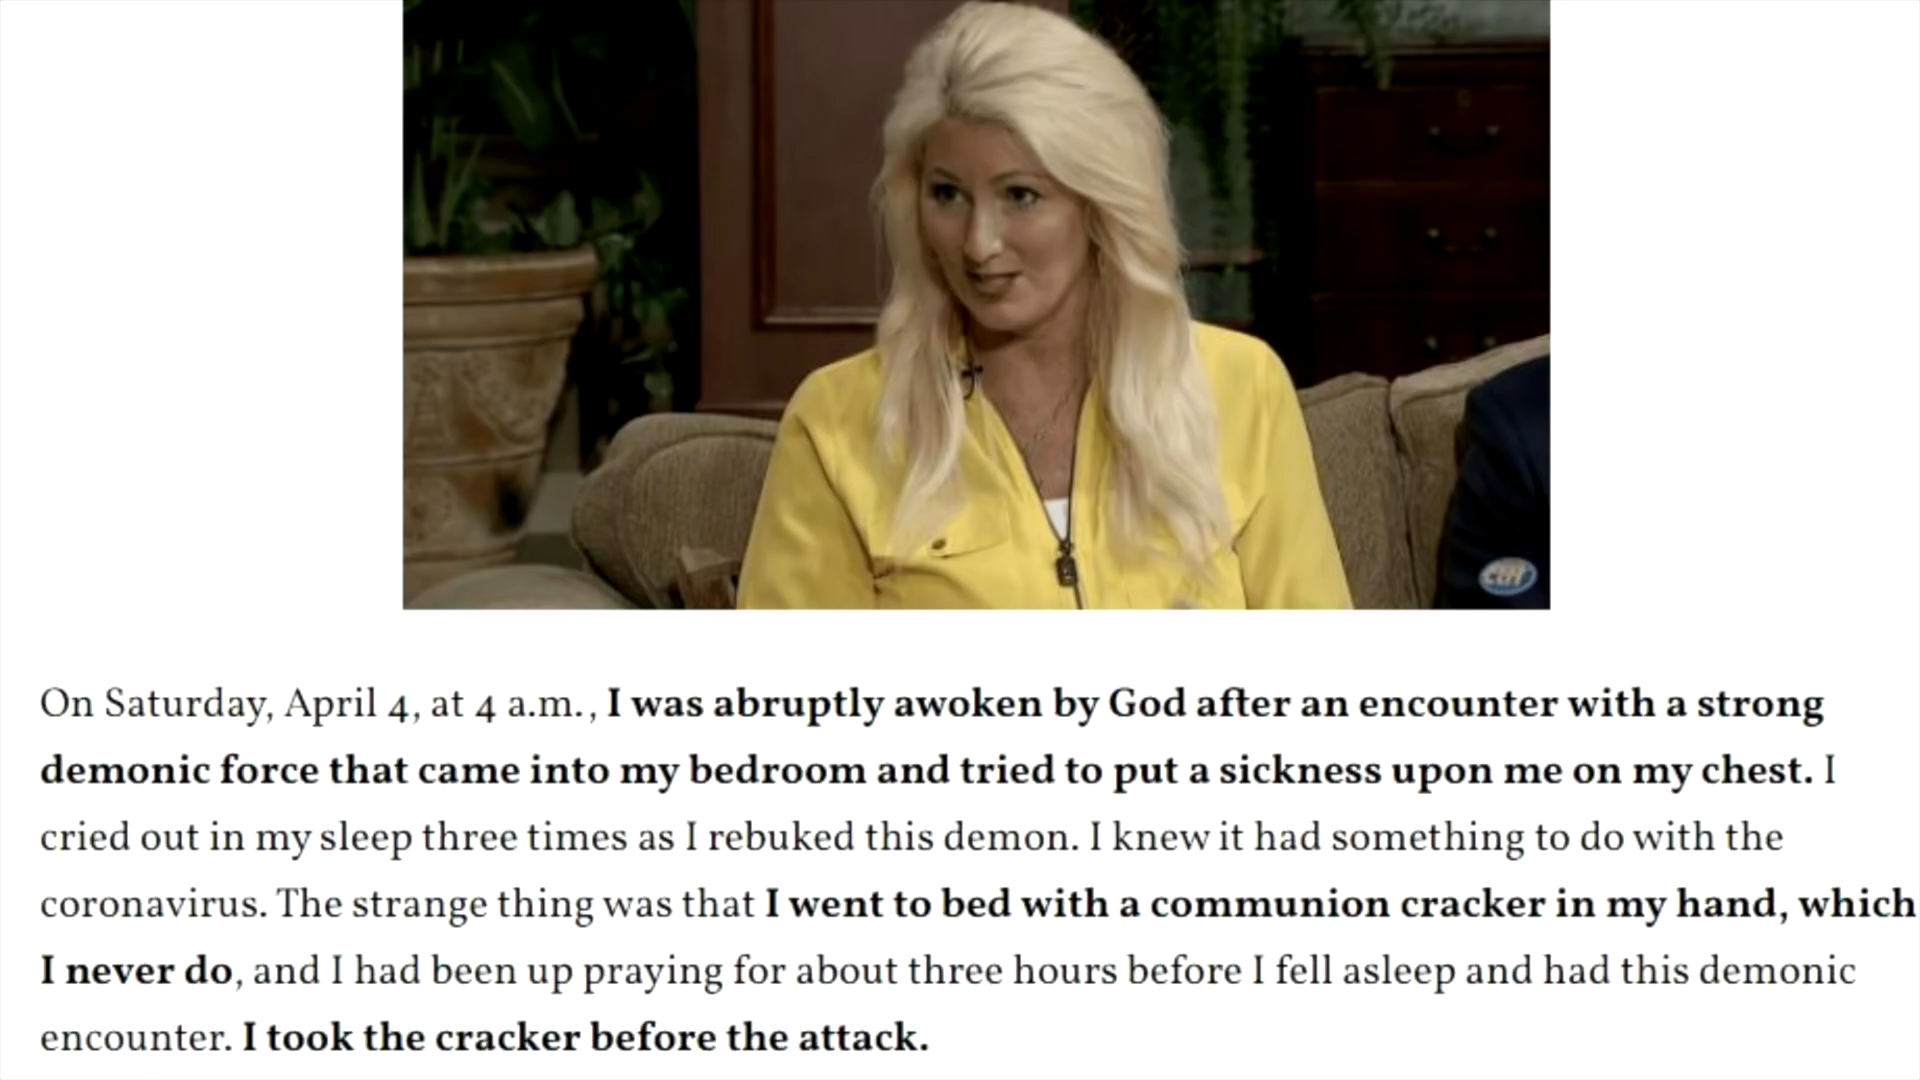 On Saturday, April 4, at 4 a.m., I was abruptly awoken by God after an encounter with a strong
demonic force that came into my bedroom and tried to put a sickness upon me on my chest. I
cried out in my sleep three times as I rebuked this demon. I knew it had something to do with the
coronavirus. The strange thing was that I went to bed with a communion cracker in my hand, which
I never do, and I had been up praying for about three hours before I fell asleep and had this demonic
encounter. I took the cracker before the attack.